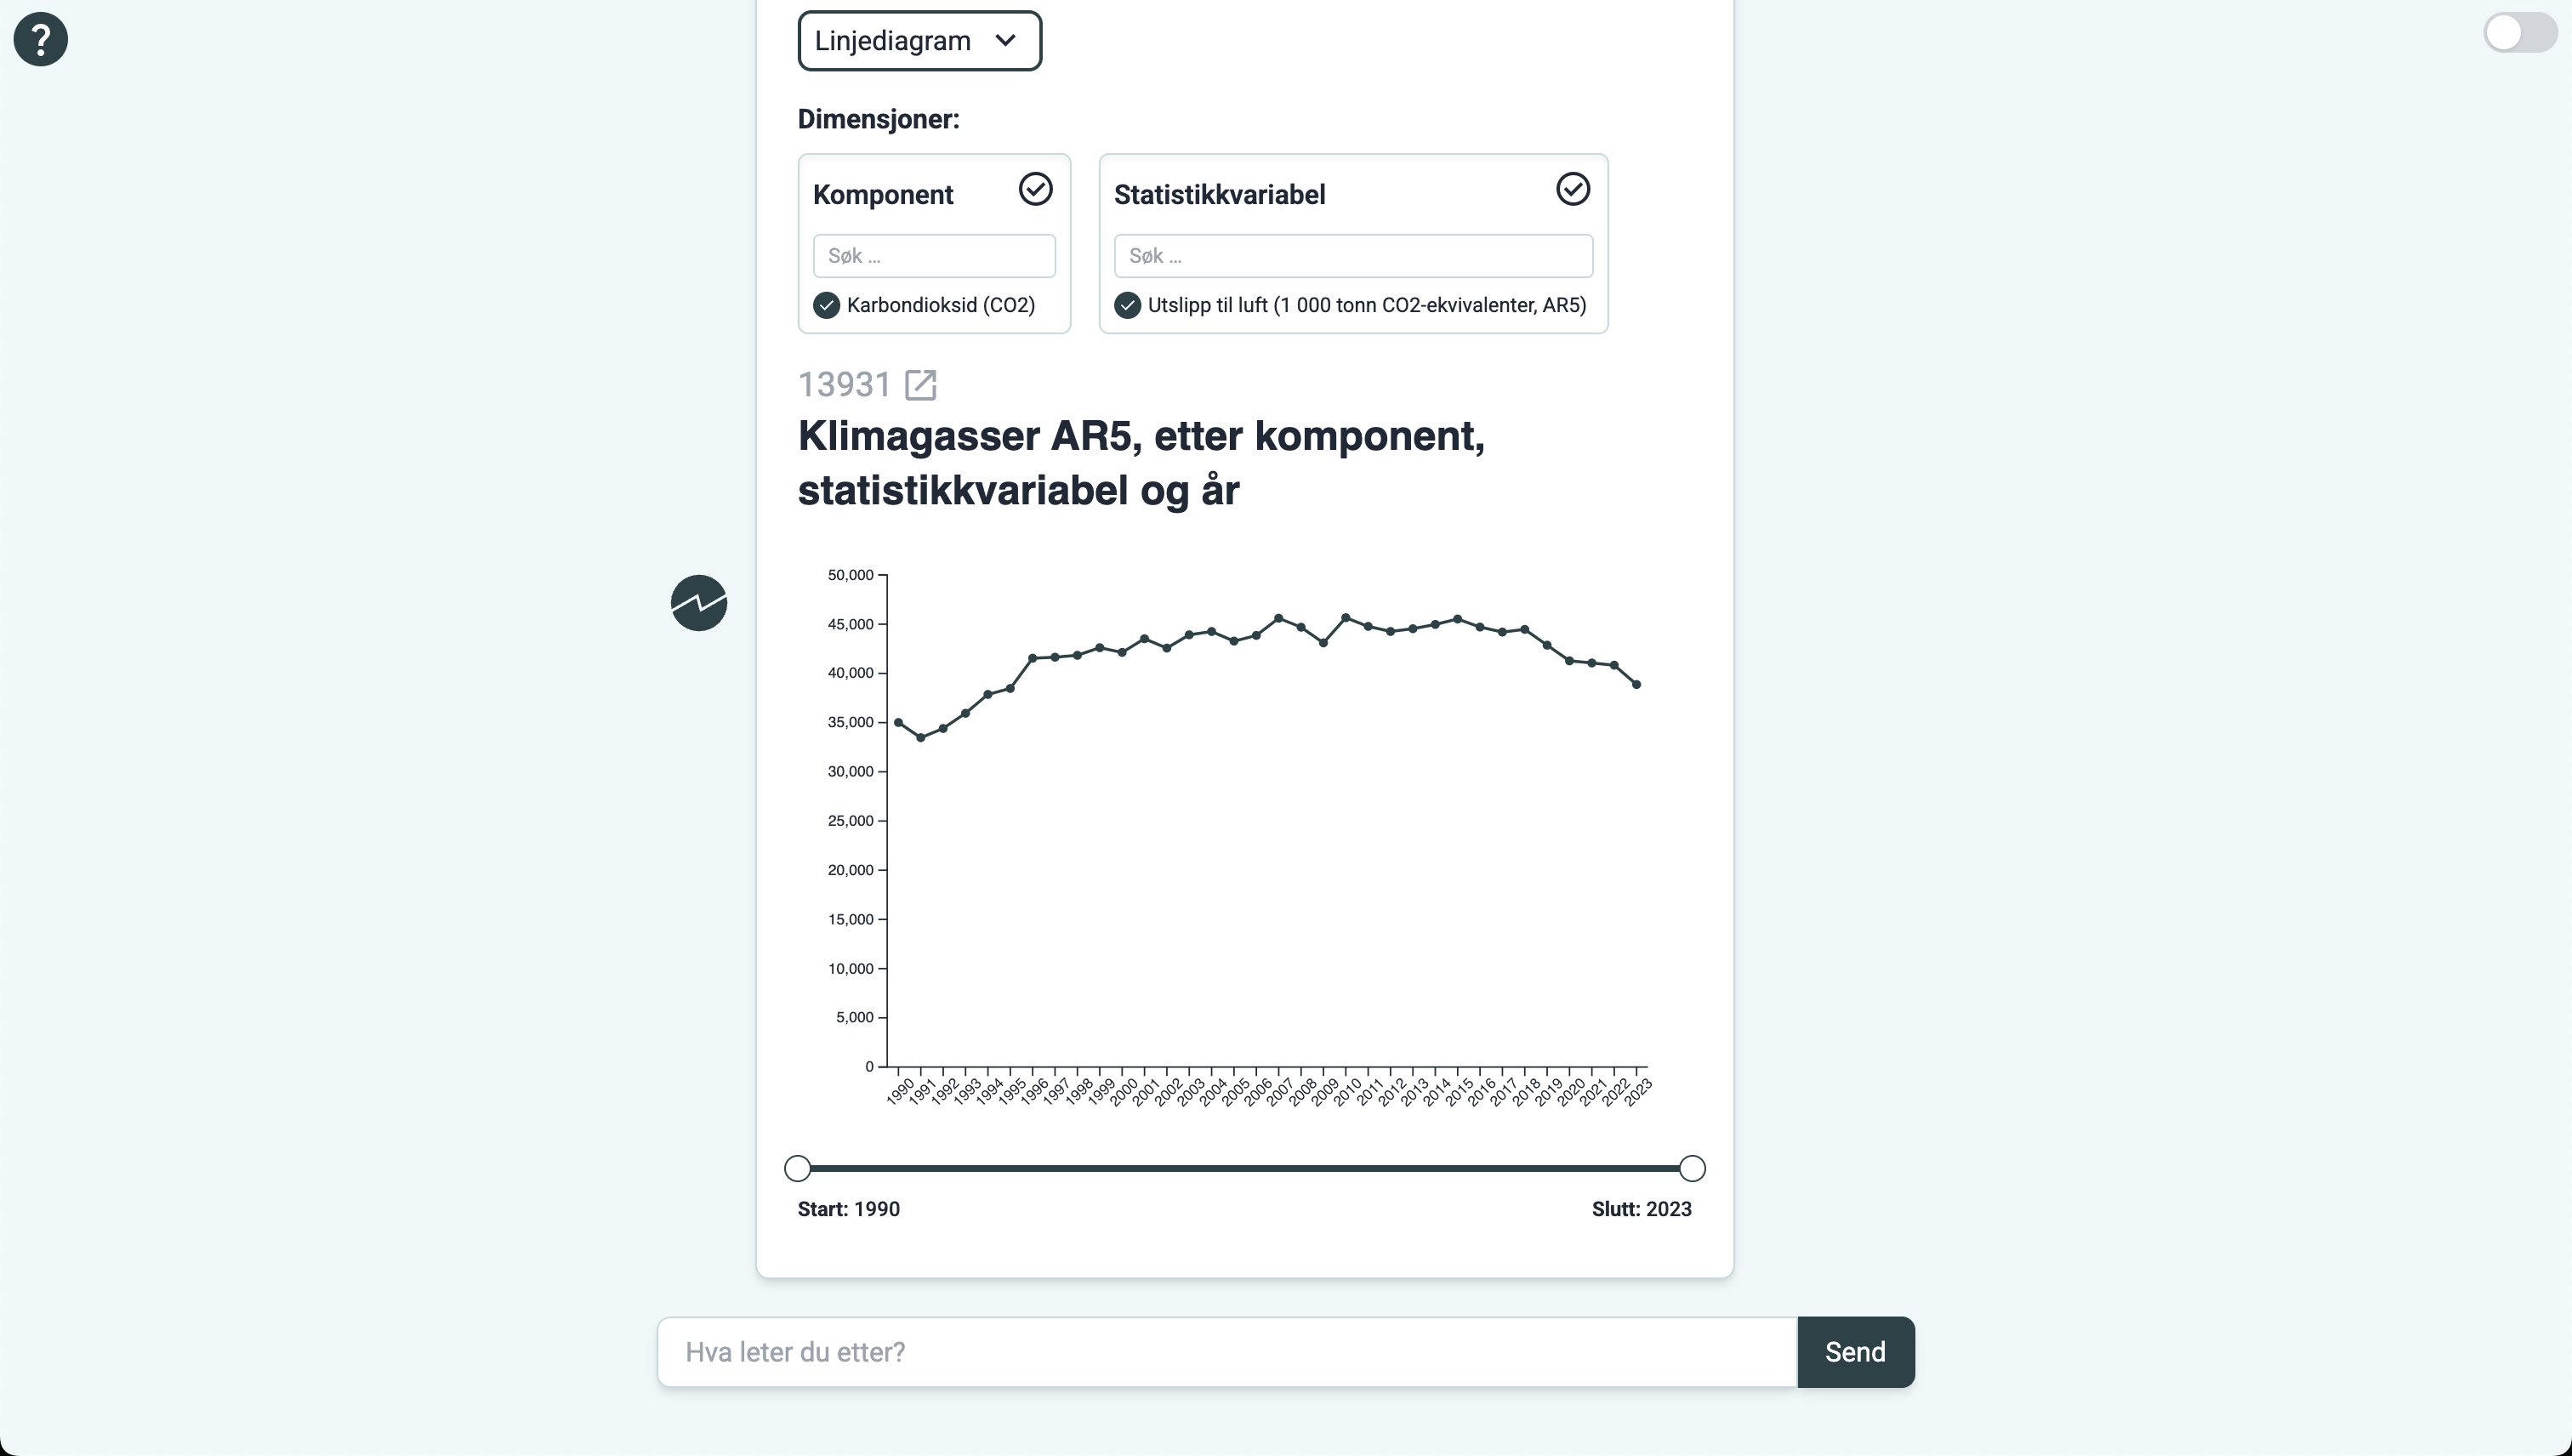 ?
Linjediagram
Dimensjoner:
Komponent
Statistikkvariabel
Søk ...
Søk ...
Karbondioksid (CO2)
Utslipp til luft (1 000 tonn CO2-ekvivalenter, AR5)
13931
Klimagasser AR5, etter komponent,
statistikkvariabel og år
50,000
45,000
40,000
35,000
30,000
25,000
20,000
15,000
10,000
5,000
0
1990 1991 1992 1993 1994 1995 1996 1997 1998 1999 2000 2001 2002 2003 2004 2005 2006 2007 2008 2009 2010 2011 2012 2013 2014 2015 2016 2017 2018 2019 2020 2021 2022 2023
Start: 1990
Slutt: 2023
Hva leter du etter?
Send